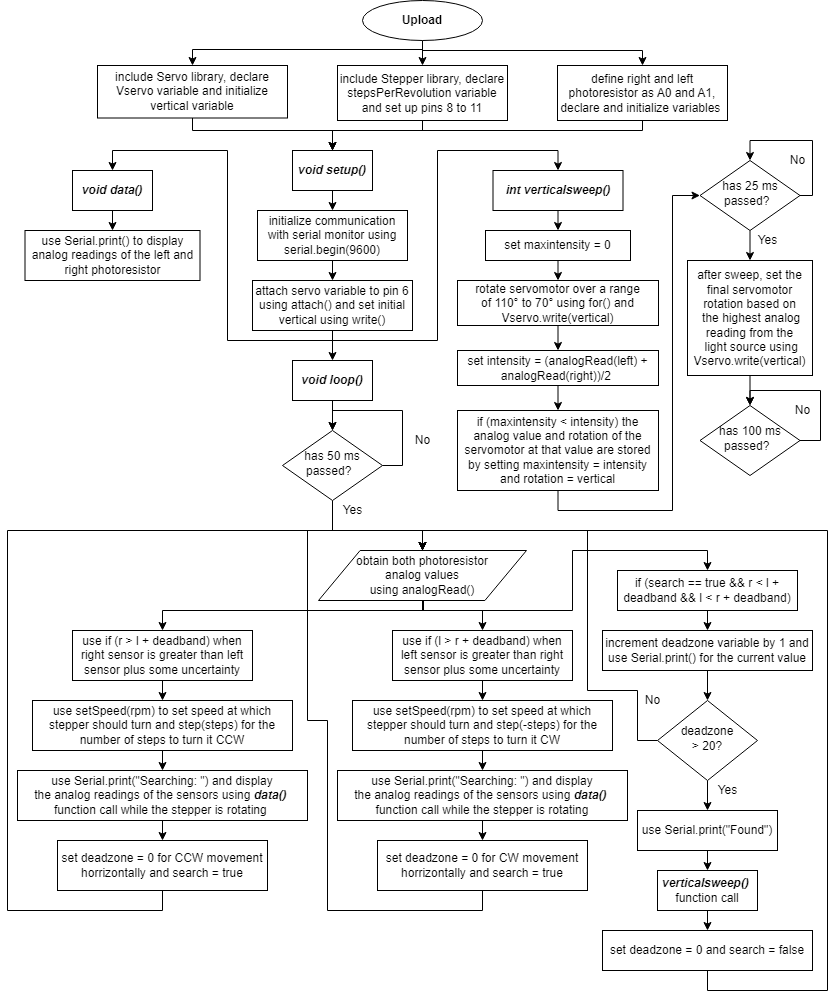 Upload
include Servo library, declare
Vservo variable and initialize
vertical variable
include Stepper library, declare
stepsPerRevolution variable
and set up pins 8 to 11
define right and left
photoresistor as A0 and A1,
declare and initialize variables
void data()
use Serial.print() to display
analog readings of the left and
right photoresistor
void setup()
initialize communication
with serial monitor using
serial.begin(9600)
attach servo variable to pin 6
using attach() and set initial
vertical using write()
void loop()
has 50 ms
passed?
No
Yes
int verticalsweep()
set maxintensity = 0
rotate servomotor over a range
of 110° to 70° using for() and
Vservo.write(vertical)
set intensity = (analogRead(left) +
analogRead(right))/2
if (maxintensity < intensity) the
analog value and rotation of the
servomotor at that value are stored
by setting maxintensity = intensity
and rotation = vertical
No
has 25 ms
passed?
Yes
after sweep, set the
final servomotor
rotation based on
the highest analog
reading from the
light source using
Vservo.write(vertical)
No
has 100 ms
passed?
obtain both photoresistor
analog values
using analogRead()
use if (r > l + deadband) when
right sensor is greater than left
sensor plus some uncertainty
use setSpeed(rpm) to set speed at which
stepper should turn and step(steps) for the
number of steps to turn it CCW
use Serial.print("Searching: ") and display
the analog readings of the sensors using data()
function call while the stepper is rotating
set deadzone = 0 for CCW movement
horrizontally and search = true
use if (l > r + deadband) when
left sensor is greater than right
sensor plus some uncertainty
use setSpeed(rpm) to set speed at which
stepper should turn and step(-steps) for the
number of steps to turn it CW
use Serial.print("Searching: ") and display
the analog readings of the sensors using data()
function call while the stepper is rotating
set deadzone = 0 for CW movement
horrizontally and search = true
if (search == true && r < l +
deadband && l < r + deadband)
increment deadzone variable by 1 and
use Serial.print() for the current value
No
deadzone
> 20?
Yes
use Serial.print("Found")
verticalsweep()
function call
set deadzone = 0 and search = false